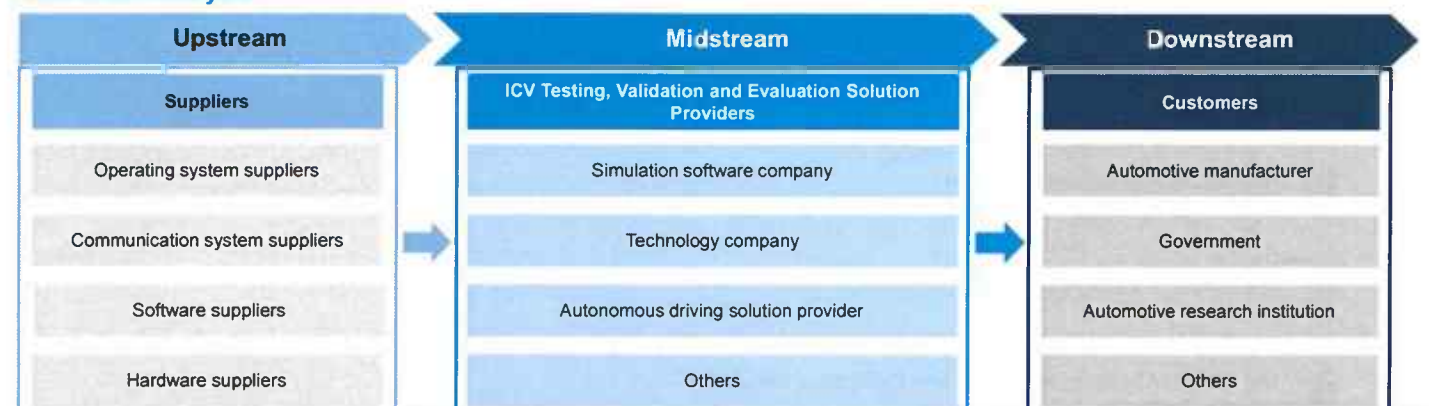 Upstream
Midstream
Downstream
Suppliers
ICV Testing, Validation and Evaluation Solution
Providers
Customers
Operating system suppliers
Simulation software company
Automotive manufacturer
Communication system suppliers
Technology company
Government
Software suppliers
Autonomous driving solution provider
Automotive research institution
Hardware suppliers
Others
Others